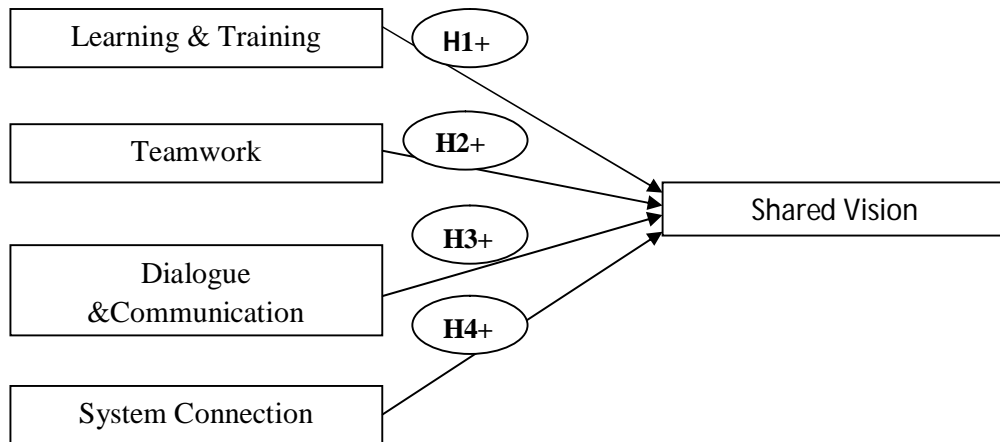 Learning & Training
H1+
Teamwork
H2+
Shared Vision
H3+
Dialogue
&Communication
H4+
System Connection